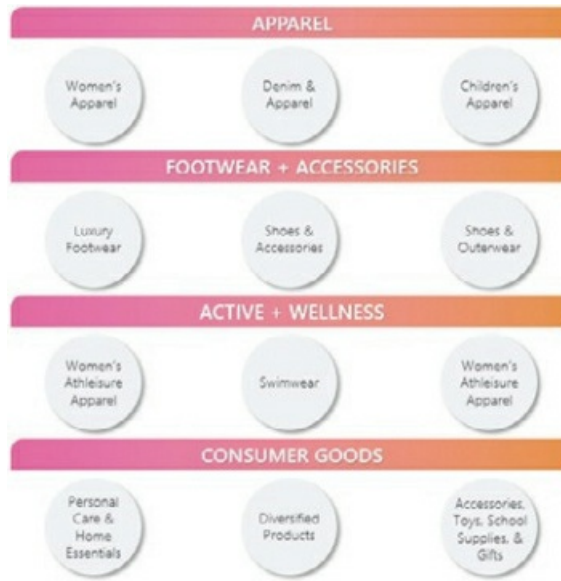 APPAREL
Women's
Apparel
Denim &
Apparel
Children's
Apparel
FOOTWEAR + ACCESSORIES
Luxury
Footwear
Shoes &
Accessories
Shoes &
Outerwear
ACTIVE + WELLNESS
Women's
Athleisure
Apparel
Swimwear
Women's
Athleisure
Apparel
CONSUMER GOODS
Personal
Care &
Home
Essentials
Diversified
Products
Accessories,
Toys, School
Supplies, &
Gifts